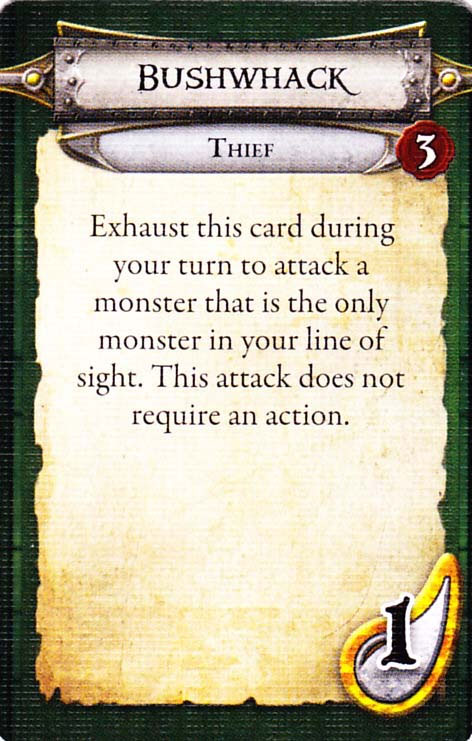 Bushwhack
Thief
3
Exhaust this card during
your turn to attack a
monster that is the only
monster in your line of
sight. This attack does not
require an action.
1